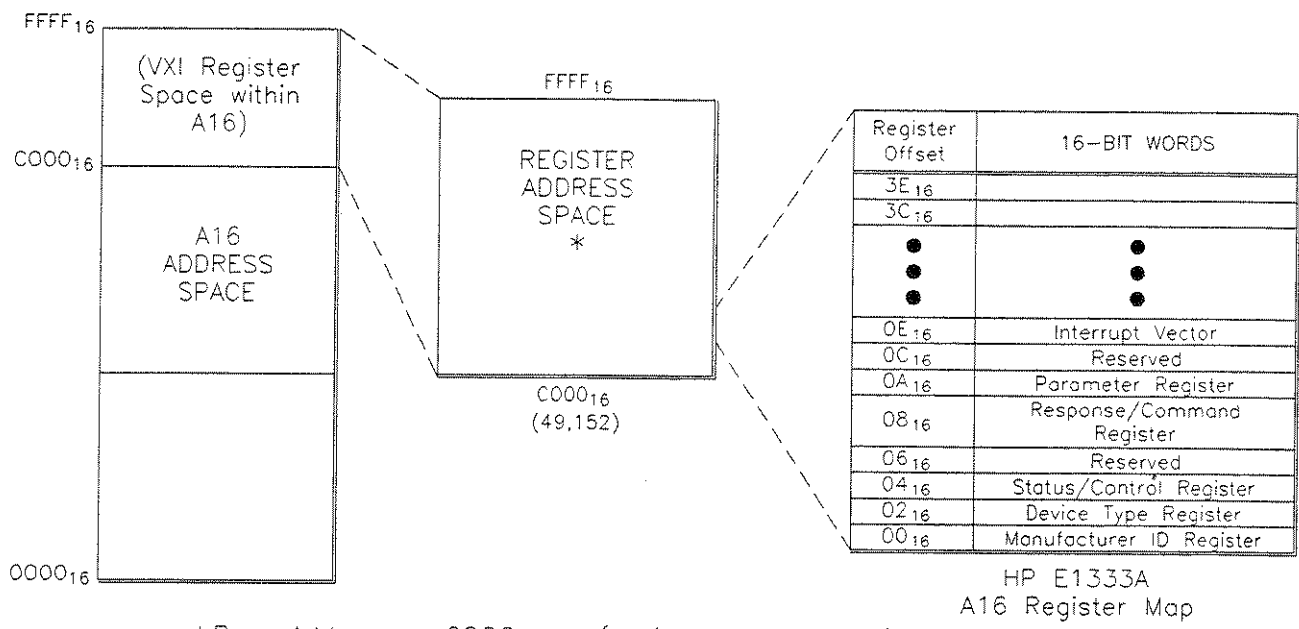 FFFF16
(VXI Register
Space within
A16)
C00016
A16
ADDRESS
SPACE
000016
FFFF16
REGISTER
ADDRESS
SPACE
*
C00016
(49,152)
Register
Offset
16-BIT WORDS
3E16
3C16
0E16 Interrupt Vector
0C16 Reserved
0A16 Parameter Register
0816 Response/Command
Register
0616 Reserved
0416 Status/Control Register
0216 Device Type Register
0016 Manufacturer ID Register
HP E1333A
A16 Register Map